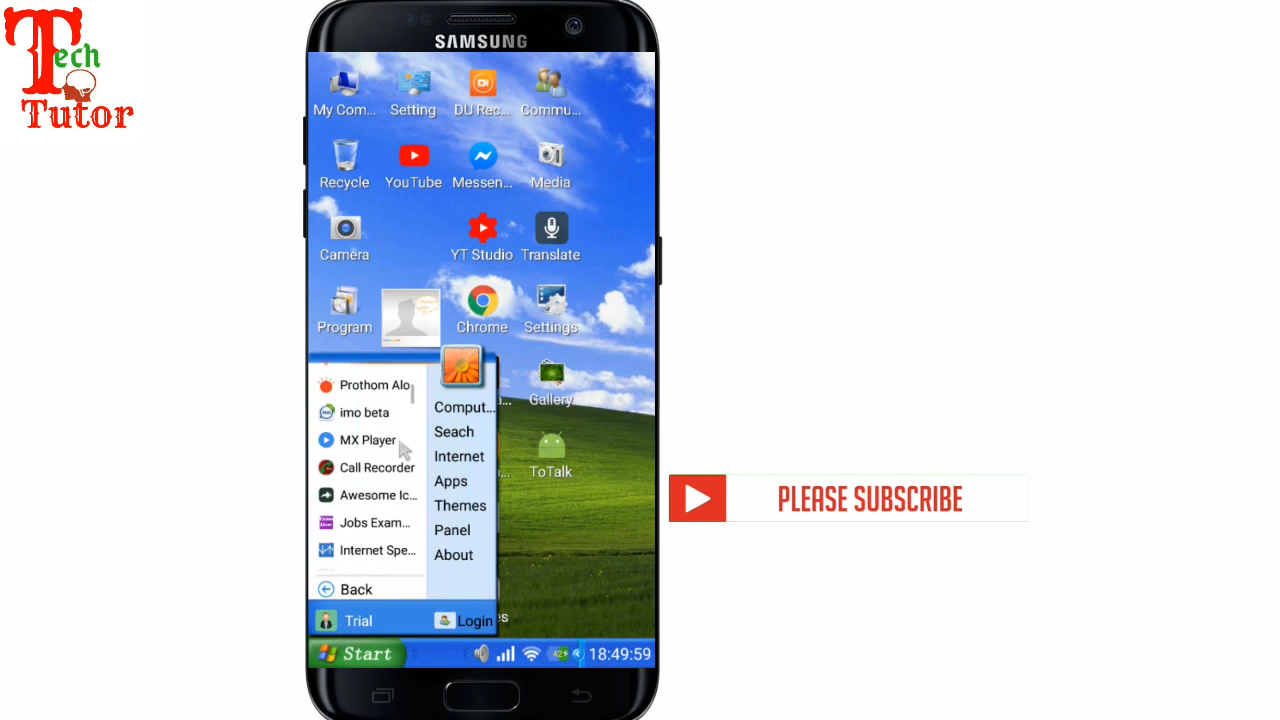 Tech
Tutor
SAMSUNG
My Com... Setting DU Rec... Commu...
Recycle YouTube Messen... Media
Camera YT Studio Translate
Program Chrome Settings
Prothom Alo
imo beta
MX Player
Call Recorder
Awesome Ic...
Jobs Exam...
Internet Spe...
Back
Comput...
Seach
Internet
Apps
Themes
Panel
About
Gallery
ToTalk
Trial Login
Start 42 18:49:59
PLEASE SUBSCRIBE